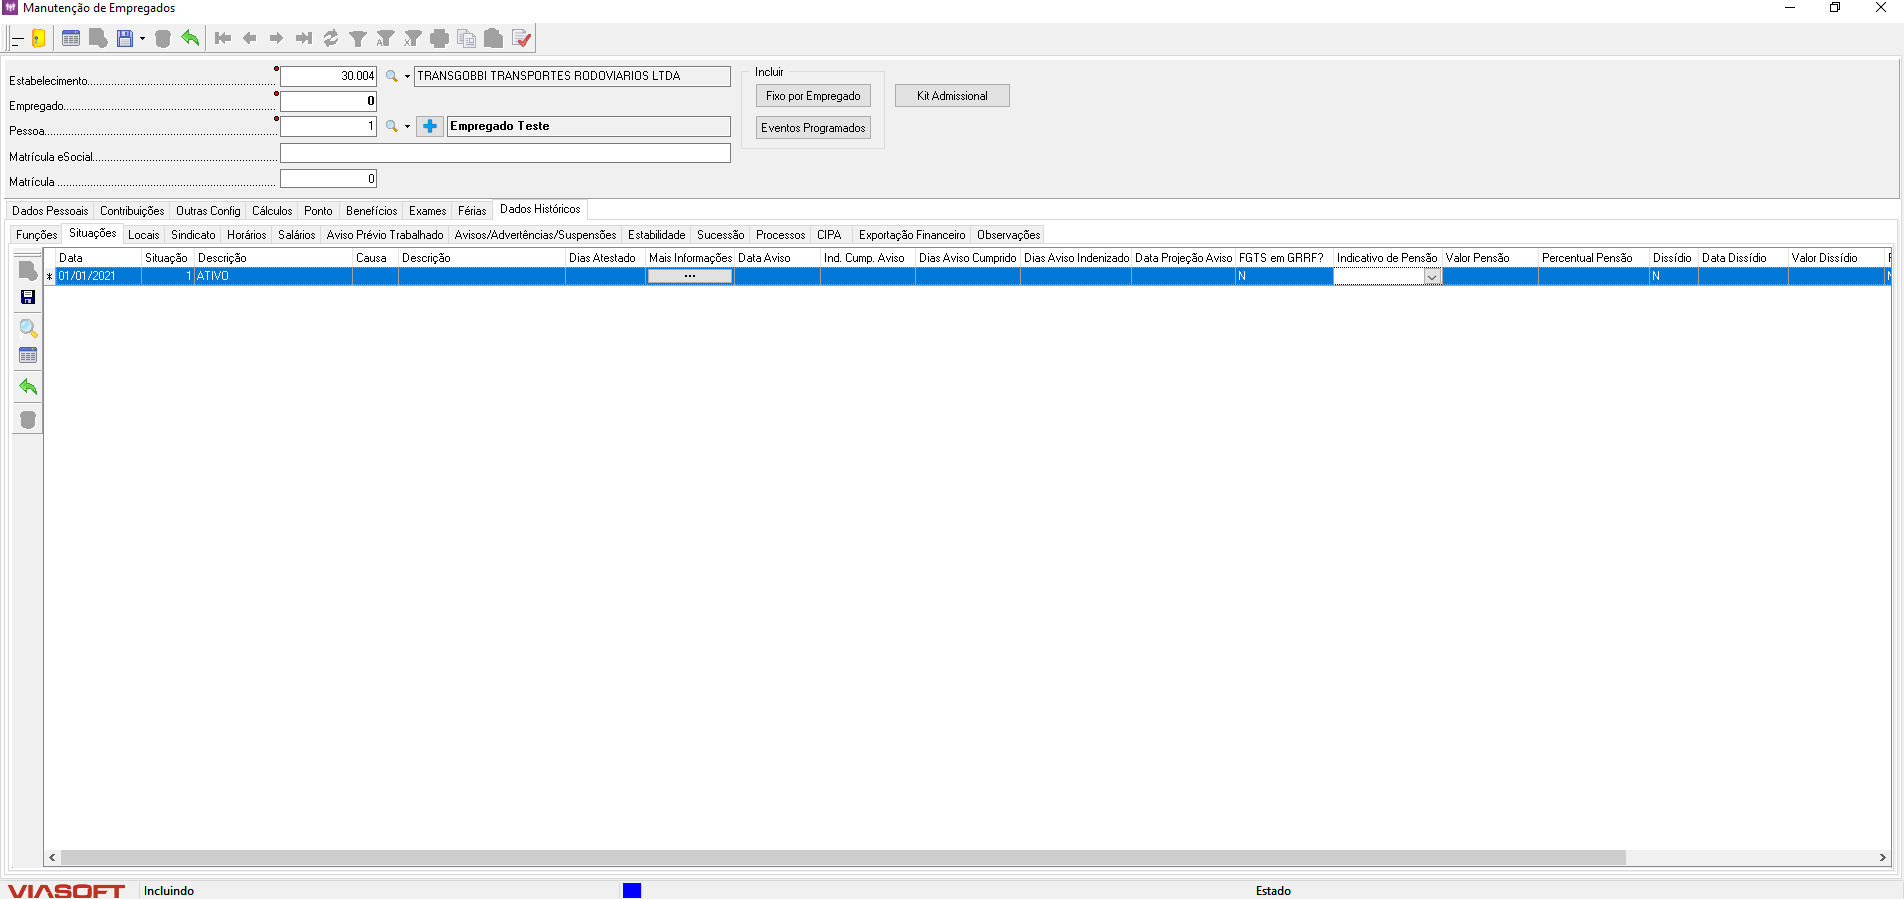 Manutenção de Empregados
Estabelecimento 30.004 TRANSGOBBI TRANSPORTES RODOVIARIOS LTDA
Empregado 0
Pessoa 1 Empregado Teste
Matrícula eSocial
Matrícula 0
Incluir
Fixo por Empregado
Eventos Programados
Kit Admissional
Dados Pessoais Contribuições Outras Config Cálculos Ponto Benefícios Exames Férias Dados Históricos
Funções Situações Locais Sindicato Horários Salários Aviso Prévio Trabalhado Avisos/Advertências/Suspensões Estabilidade Sucessão Processos CIPA Exportação Financeiro Observações
Data Situação Descrição Causa Descrição Dias Atestado Mais Informações Data Aviso Ind. Cump. Aviso Dias Aviso Cumprido Dias Aviso Indenizado Data Projeção Aviso FGTS em GRRF? Indicativo de Pensão Valor Pensão Percentual Pensão Dissídio Data Dissídio Valor Dissídio
* 01/01/2021 1 ATIVO ... N N
VIASOFT Incluindo Estado